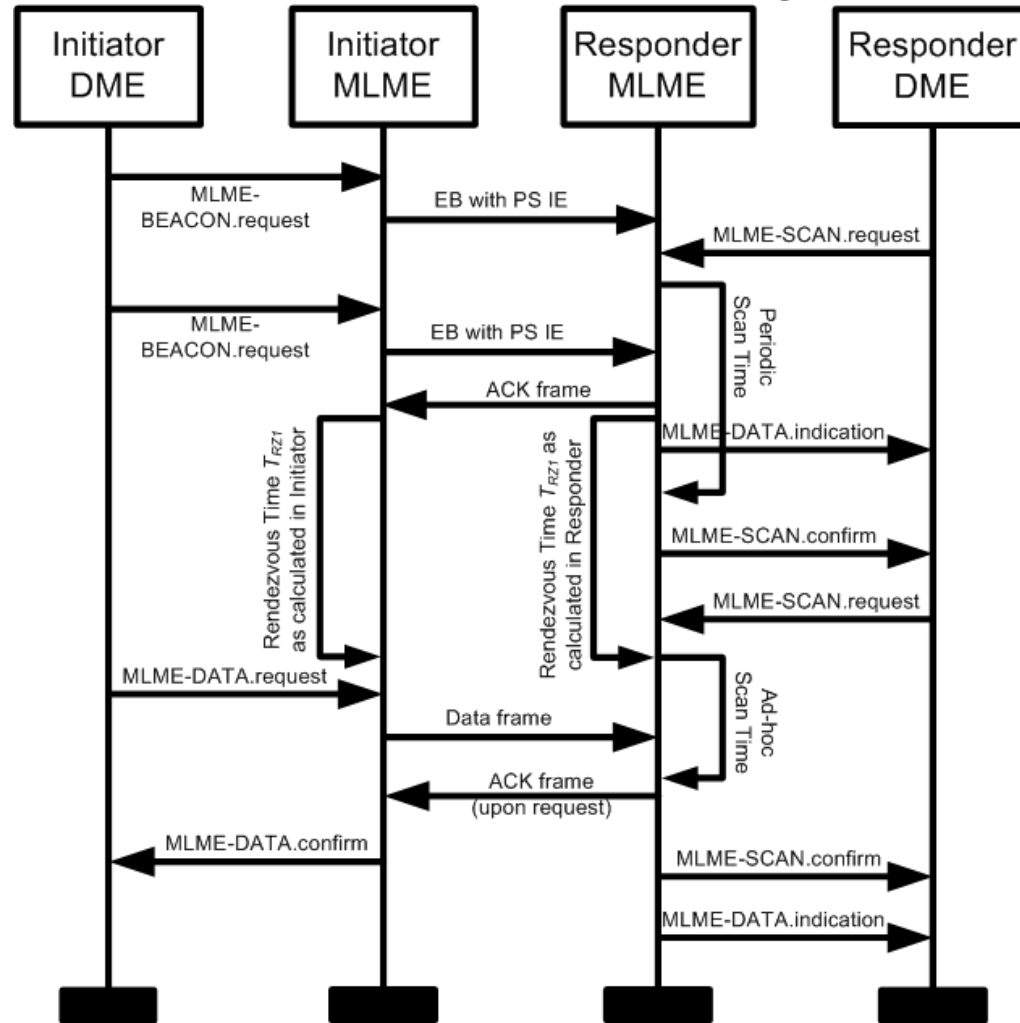 Initiator
DME
Initiator
MLME
Responder
MLME
Responder
DME
MLME-
BEACON.request
EB with PS IE
MLME-SCAN.request
MLME-
BEACON.request
EB with PS IE
Periodic
Scan Time
ACK frame
MLME-DATA.indication
Rendezvous Time TRZ1
as calculated in Initiator
Rendezvous Time TRZ1 as
calculated in Responder
MLME-SCAN.confirm
MLME-SCAN.request
MLME-DATA.request
Data frame
Ad-hoc
Scan Time
ACK frame
(upon request)
MLME-DATA.confirm
MLME-SCAN.confirm
MLME-DATA.indication